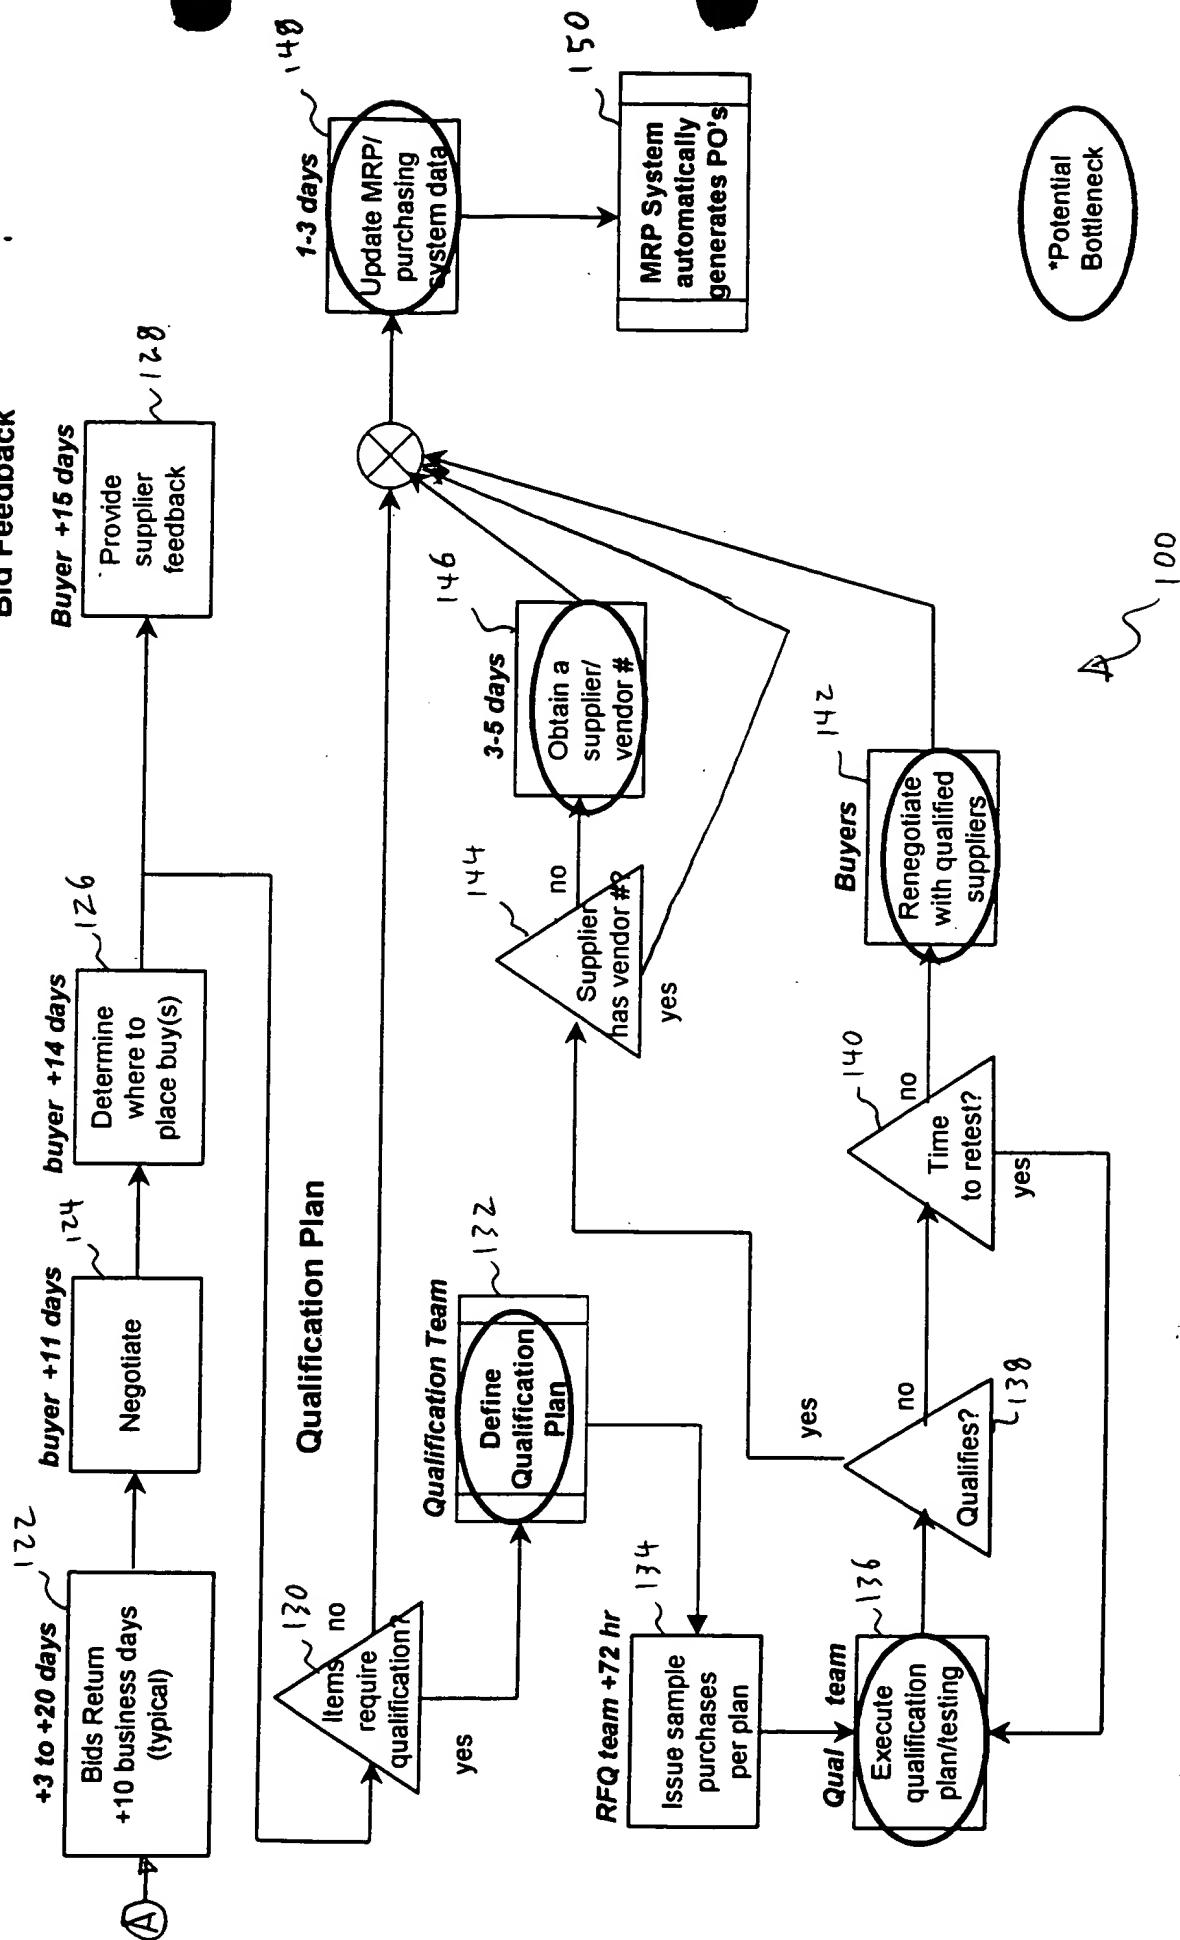 Bid Feedback
+3 to +20 days
122
Bids Return
+10 business days
(typical)
A
buyer +11 days
124
Negotiate
buyer +14 days
126
Determine
where to
place buy(s)
Buyer +15 days
128
Provide
supplier
feedback
Qualification Plan
130
Items
require
qualification?
no
yes
Qualification Team
132
Define
Qualification
Plan
RFQ team +72 hr
134
Issue sample
purchases
per plan
Qual team
136
Execute
qualification
plan/testing
Qualifies?
138
yes
no
140
Time
to retest?
no
yes
Buyers
142
Renegotiate
with qualified
suppliers
144
Supplier
has vendor #?
no
yes
3-5 days
146
Obtain a
supplier/
vendor #
1-3 days
148
Update MRP/
purchasing
system data
150
MRP System
automatically
generates PO's
*Potential
Bottleneck
100